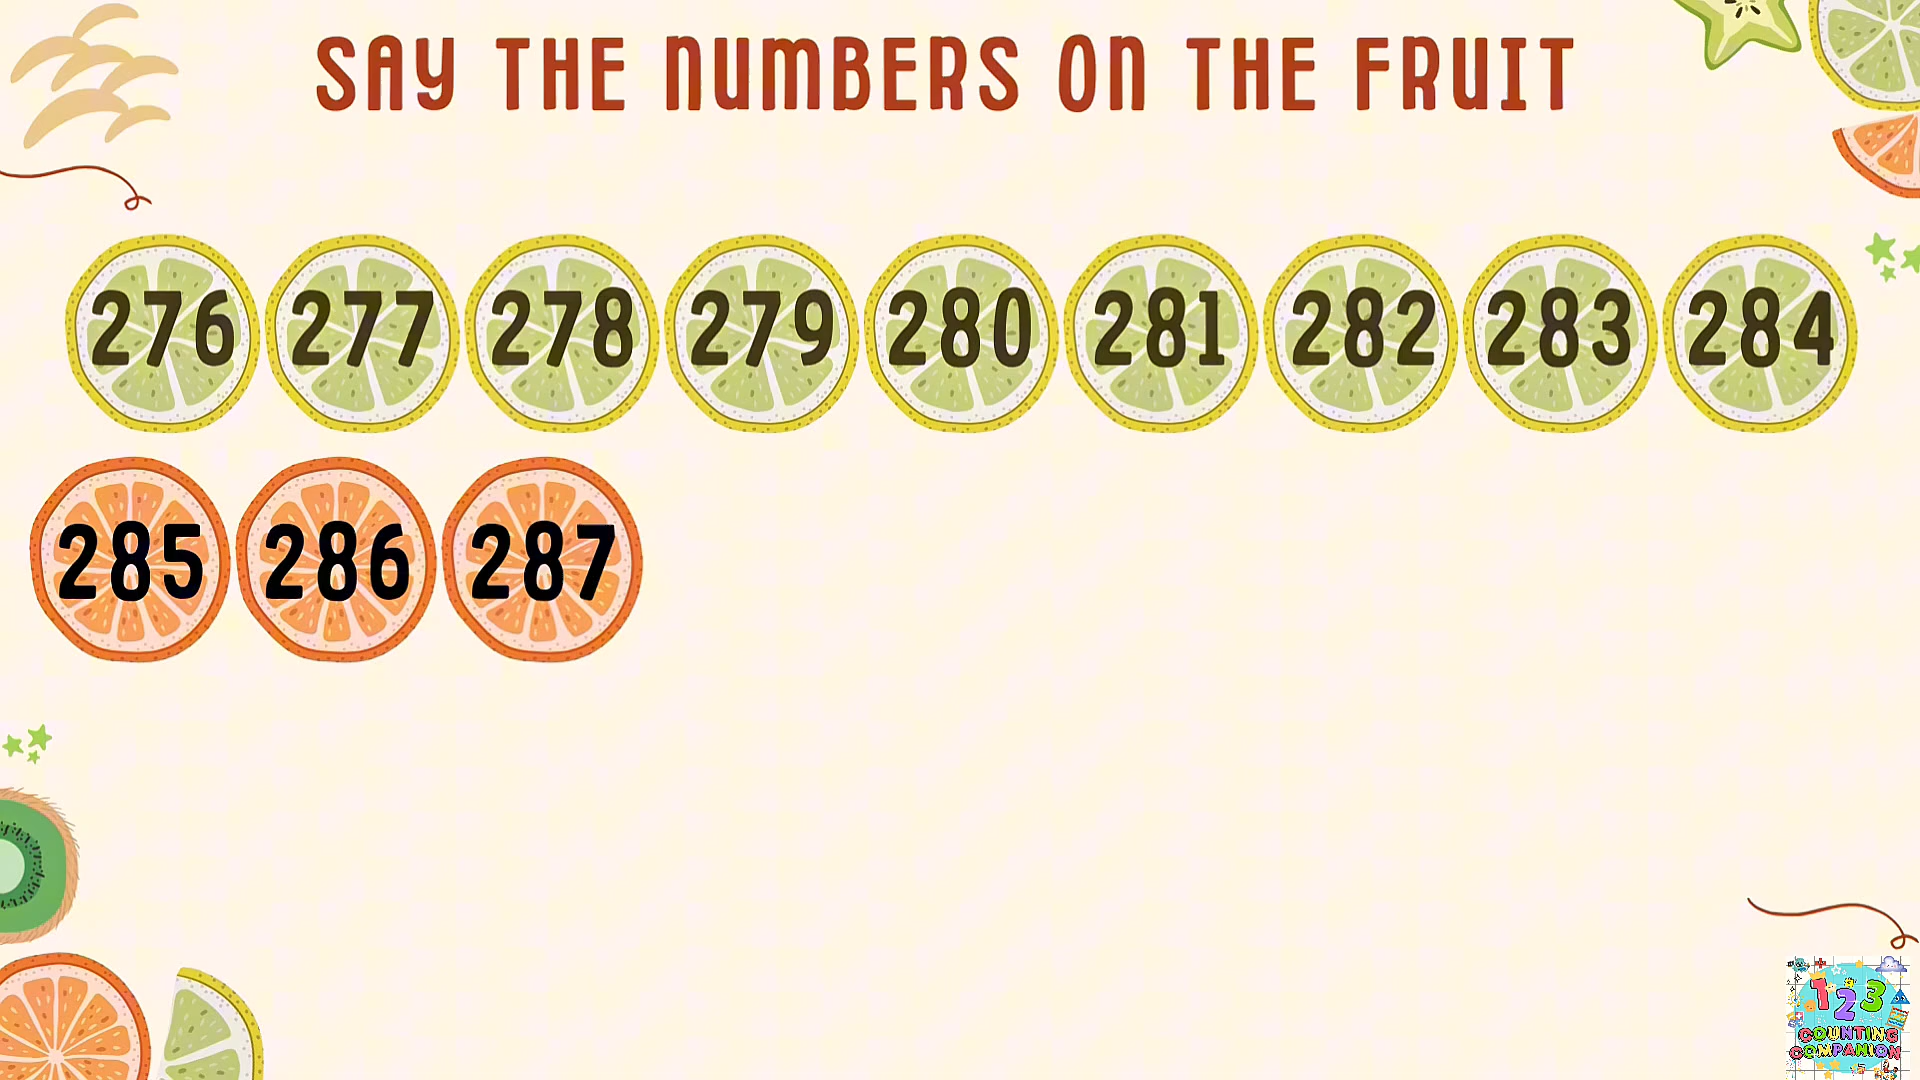 SAY THE NUMBERS ON THE FRUIT
276 277 278 279 280 281 282 283 284
285 286 287
123
COUNTING
COMPANION